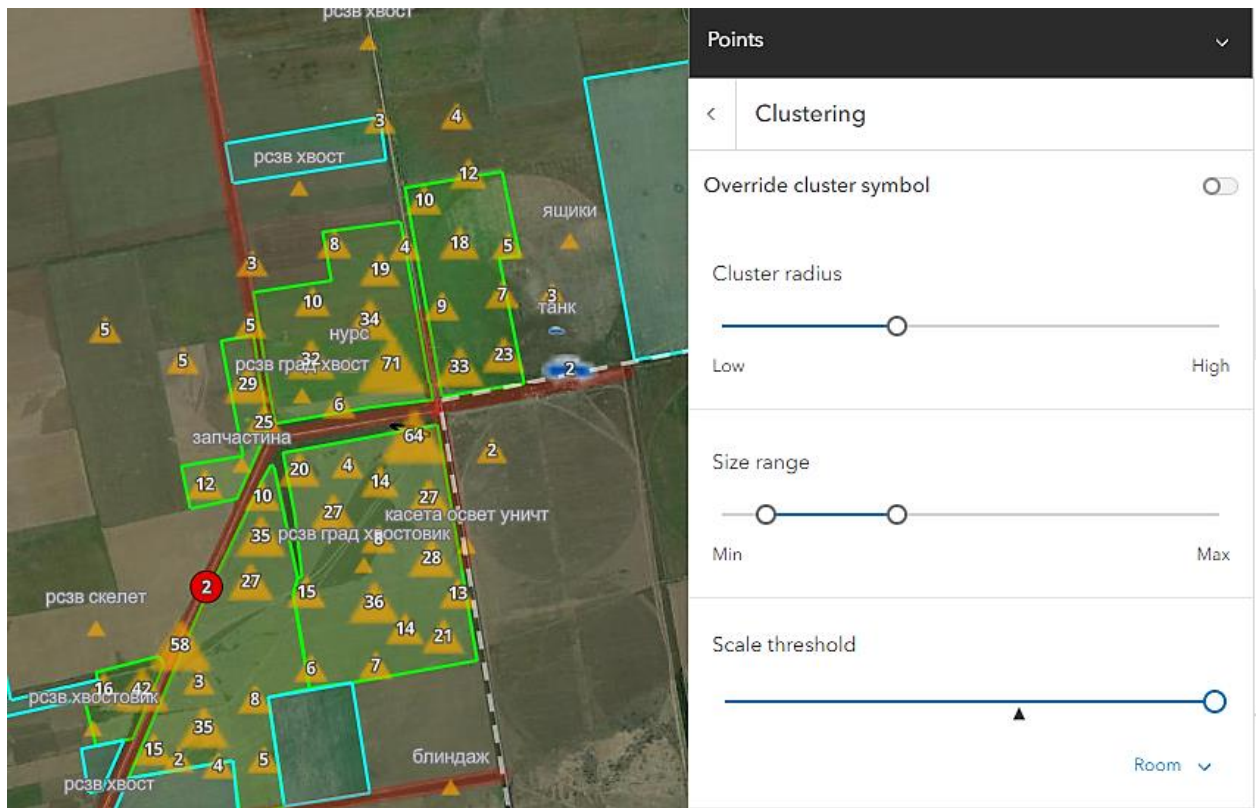 рсзв хвост
3
4
рсзв хвост
12
10
ящики
8
4
18
5
3
19
10
9
7
3
танк
5
5
34
нурс
5
32
рсзв град хвост
71
33
23
2
29
6
25
запчастина
64
2
12
20
4
14
10
27
27
касета освет уничт
35
рсзв град хвостовик
8
28
2
27
15
36
13
рсзв скелет
14
21
58
6
7
16
42
3
рсзв хвостовик
8
35
15
2
4
5
блиндаж
рсзв хвост
Points
Clustering
Override cluster symbol
Cluster radius
Low
High
Size range
Min
Max
Scale threshold
Room